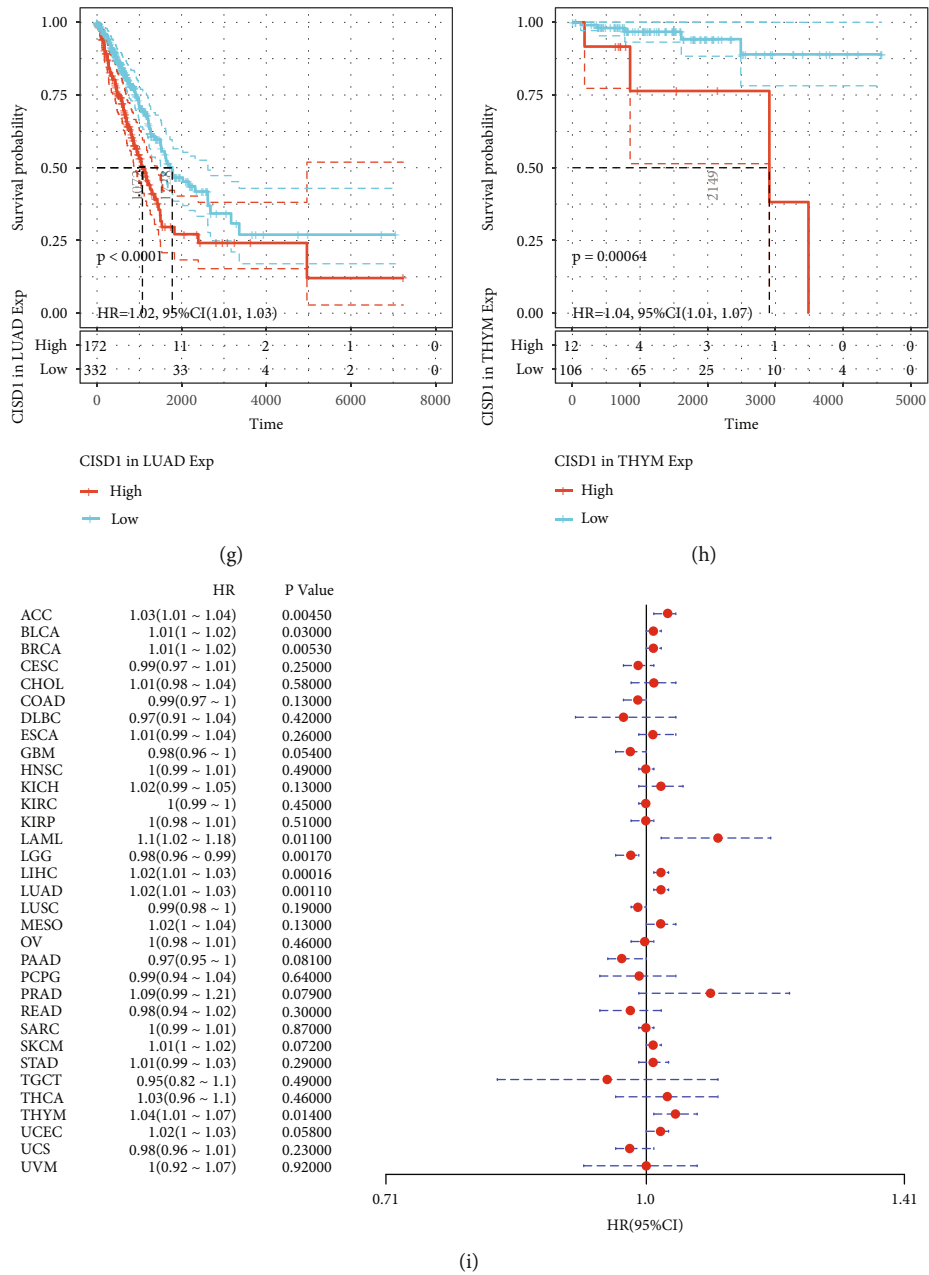 1.00
0.75
0.50
0.25
0.00
Survival probability
1073
p < 0.0001
HR=1.02, 95%CI(1.01, 1.03)
CISD1 in LUAD Exp
High 172 11 2 1 0
Low 332 33 4 2 0
0 2000 4000 6000 8000
Time
CISD1 in LUAD Exp
High
Low
(g)
1.00
0.75
0.50
0.25
0.00
Survival probability
2149
p = 0.00064
HR=1.04, 95%CI(1.01, 1.07)
CISD1 in THYM Exp
High 12 4 3 1 0 0
Low 106 65 25 10 4 0
0 1000 2000 3000 4000 5000
Time
CISD1 in THYM Exp
High
Low
(h)
HR P Value
ACC 1.03(1.01 ~ 1.04) 0.00450
BLCA 1.01(1 ~ 1.02) 0.03000
BRCA 1.01(1 ~ 1.02) 0.00530
CESC 0.99(0.97 ~ 1.01) 0.25000
CHOL 1.01(0.98 ~ 1.04) 0.58000
COAD 0.99(0.97 ~ 1) 0.13000
DLBC 0.97(0.91 ~ 1.04) 0.42000
ESCA 1.01(0.99 ~ 1.04) 0.26000
GBM 0.98(0.96 ~ 1) 0.05400
HNSC 1(0.99 ~ 1.01) 0.49000
KICH 1.02(0.99 ~ 1.05) 0.13000
KIRC 1(0.99 ~ 1) 0.45000
KIRP 1(0.98 ~ 1.01) 0.51000
LAML 1.1(1.02 ~ 1.18) 0.01100
LGG 0.98(0.96 ~ 0.99) 0.00170
LIHC 1.02(1.01 ~ 1.03) 0.00016
LUAD 1.02(1.01 ~ 1.03) 0.00110
LUSC 0.99(0.98 ~ 1) 0.19000
MESO 1.02(1 ~ 1.04) 0.13000
OV 1(0.98 ~ 1.01) 0.46000
PAAD 0.97(0.95 ~ 1) 0.08100
PCPG 0.99(0.94 ~ 1.04) 0.64000
PRAD 1.09(0.99 ~ 1.21) 0.07900
READ 0.98(0.94 ~ 1.02) 0.30000
SARC 1(0.99 ~ 1.01) 0.87000
SKCM 1.01(1 ~ 1.02) 0.07200
STAD 1.01(0.99 ~ 1.03) 0.29000
TGCT 0.95(0.82 ~ 1.1) 0.49000
THCA 1.03(0.96 ~ 1.1) 0.46000
THYM 1.04(1.01 ~ 1.07) 0.01400
UCEC 1.02(1 ~ 1.03) 0.05800
UCS 0.98(0.96 ~ 1.01) 0.23000
UVM 1(0.92 ~ 1.07) 0.92000
0.71 1.0 1.41
HR(95%CI)
(i)